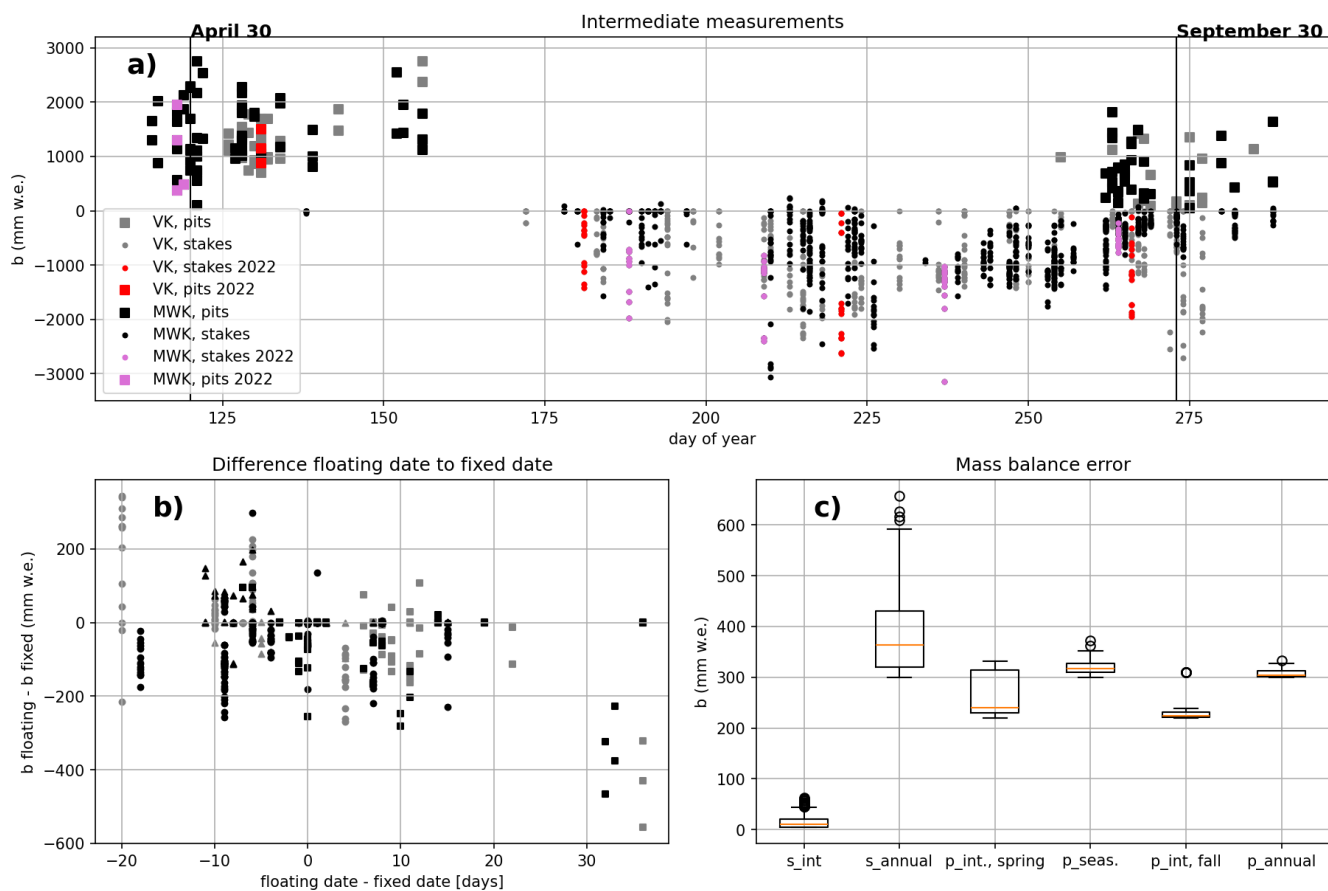 Intermediate measurements
April 30
September 30
a)
3000
2000
1000
0
−1000
−2000
−3000
b (mm w.e.)
VK, pits
VK, stakes
VK, stakes 2022
VK, pits 2022
MWK, pits
MWK, stakes
MWK, stakes 2022
MWK, pits 2022
125 150 175 200 225 250 275
day of year
Difference floating date to fixed date
b)
200
0
−200
−400
−600
b floating - b fixed (mm w.e.)
−20 −10 0 10 20 30
floating date - fixed date [days]
Mass balance error
c)
600
500
400
300
200
100
0
b (mm w.e.)
s_int s_annual p_int., spring p_seas. p_int, fall p_annual